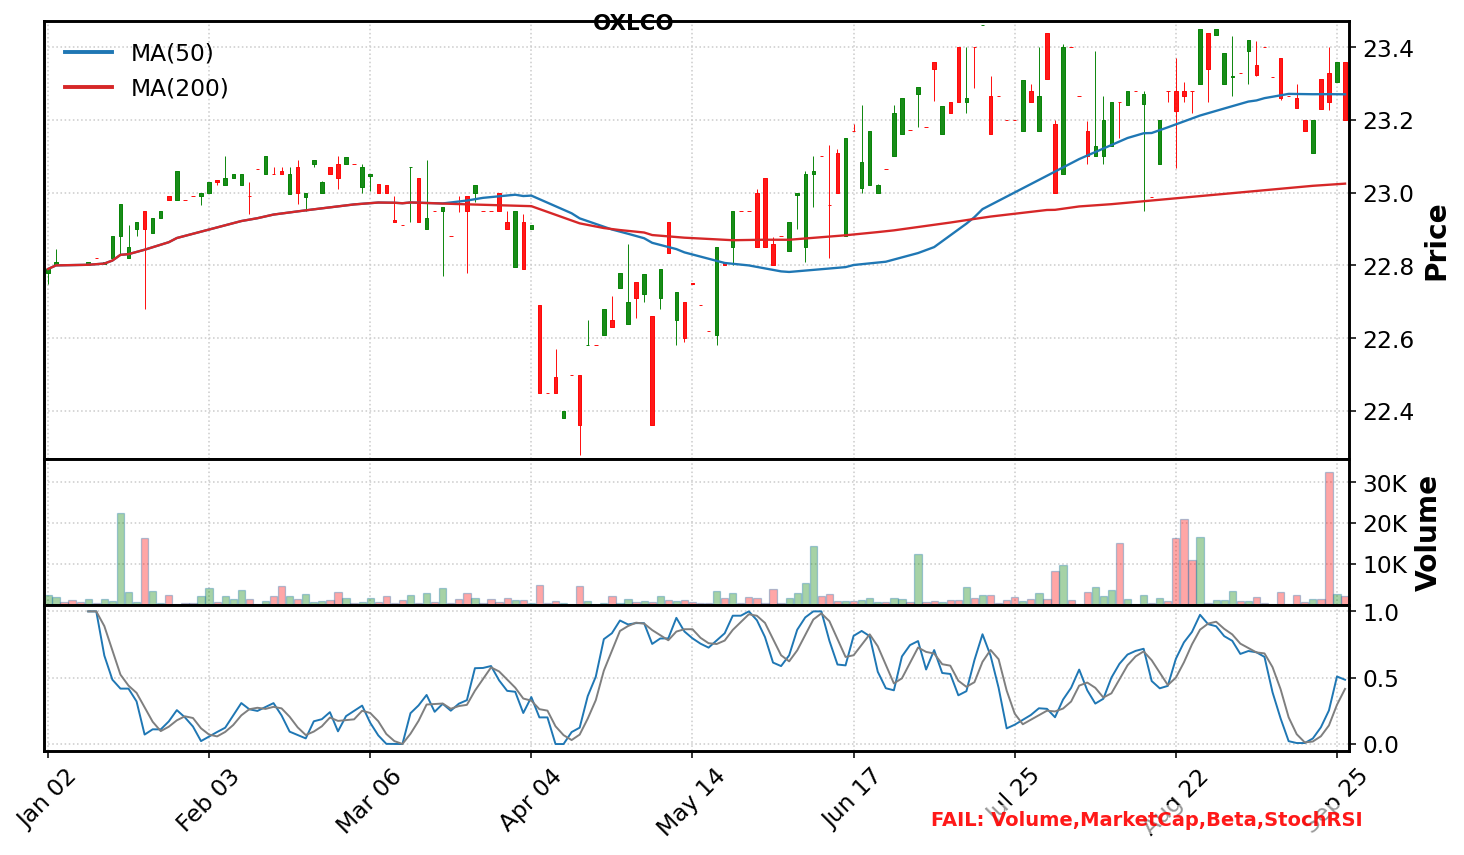 OXLCO
MA(50)
MA(200)
23.4
23.2
23.0
22.8
22.6
22.4
Price
30K
20K
10K
Volume
1.0
0.5
0.0
Jan 02
Feb 03
Mar 06
Apr 04
May 14
Jun 17
Jul 25
Aug 22
Sep 25
FAIL: Volume,MarketCap,Beta,StochRSI